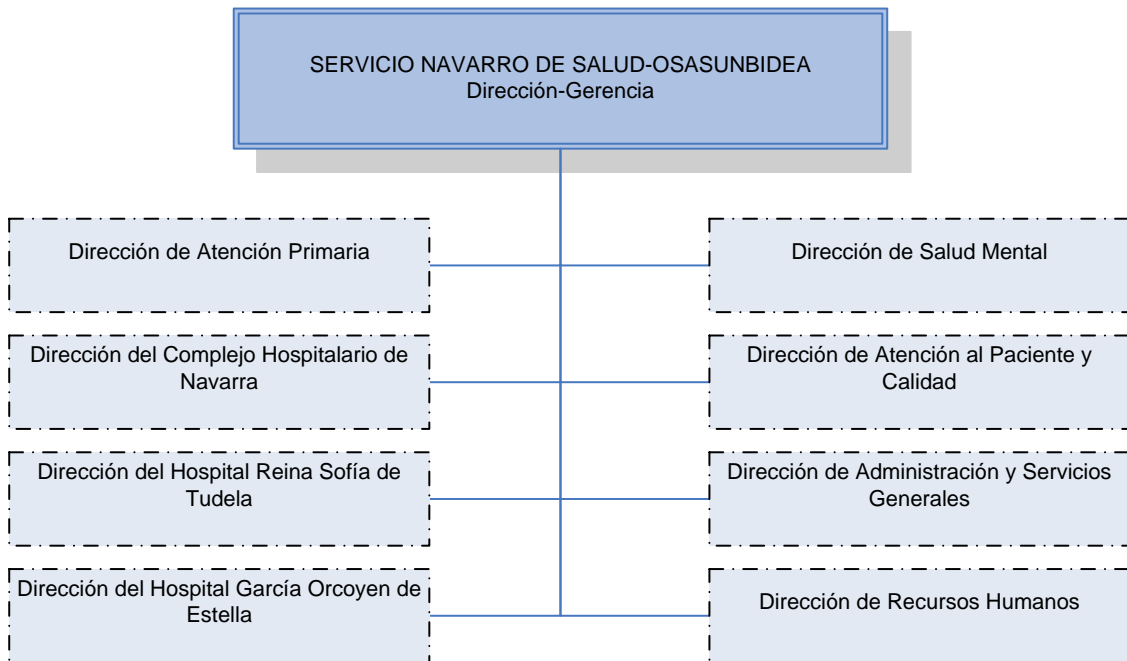 SERVICIO NAVARRO DE SALUD-OSASUNBIDEA
Dirección-Gerencia
Dirección de Atención Primaria
Dirección de Salud Mental
Dirección del Complejo Hospitalario de
Navarra
Dirección de Atención al Paciente y
Calidad
Dirección del Hospital Reina Sofía de
Tudela
Dirección de Administración y Servicios
Generales
Dirección del Hospital García Orcoyen de
Estella
Dirección de Recursos Humanos